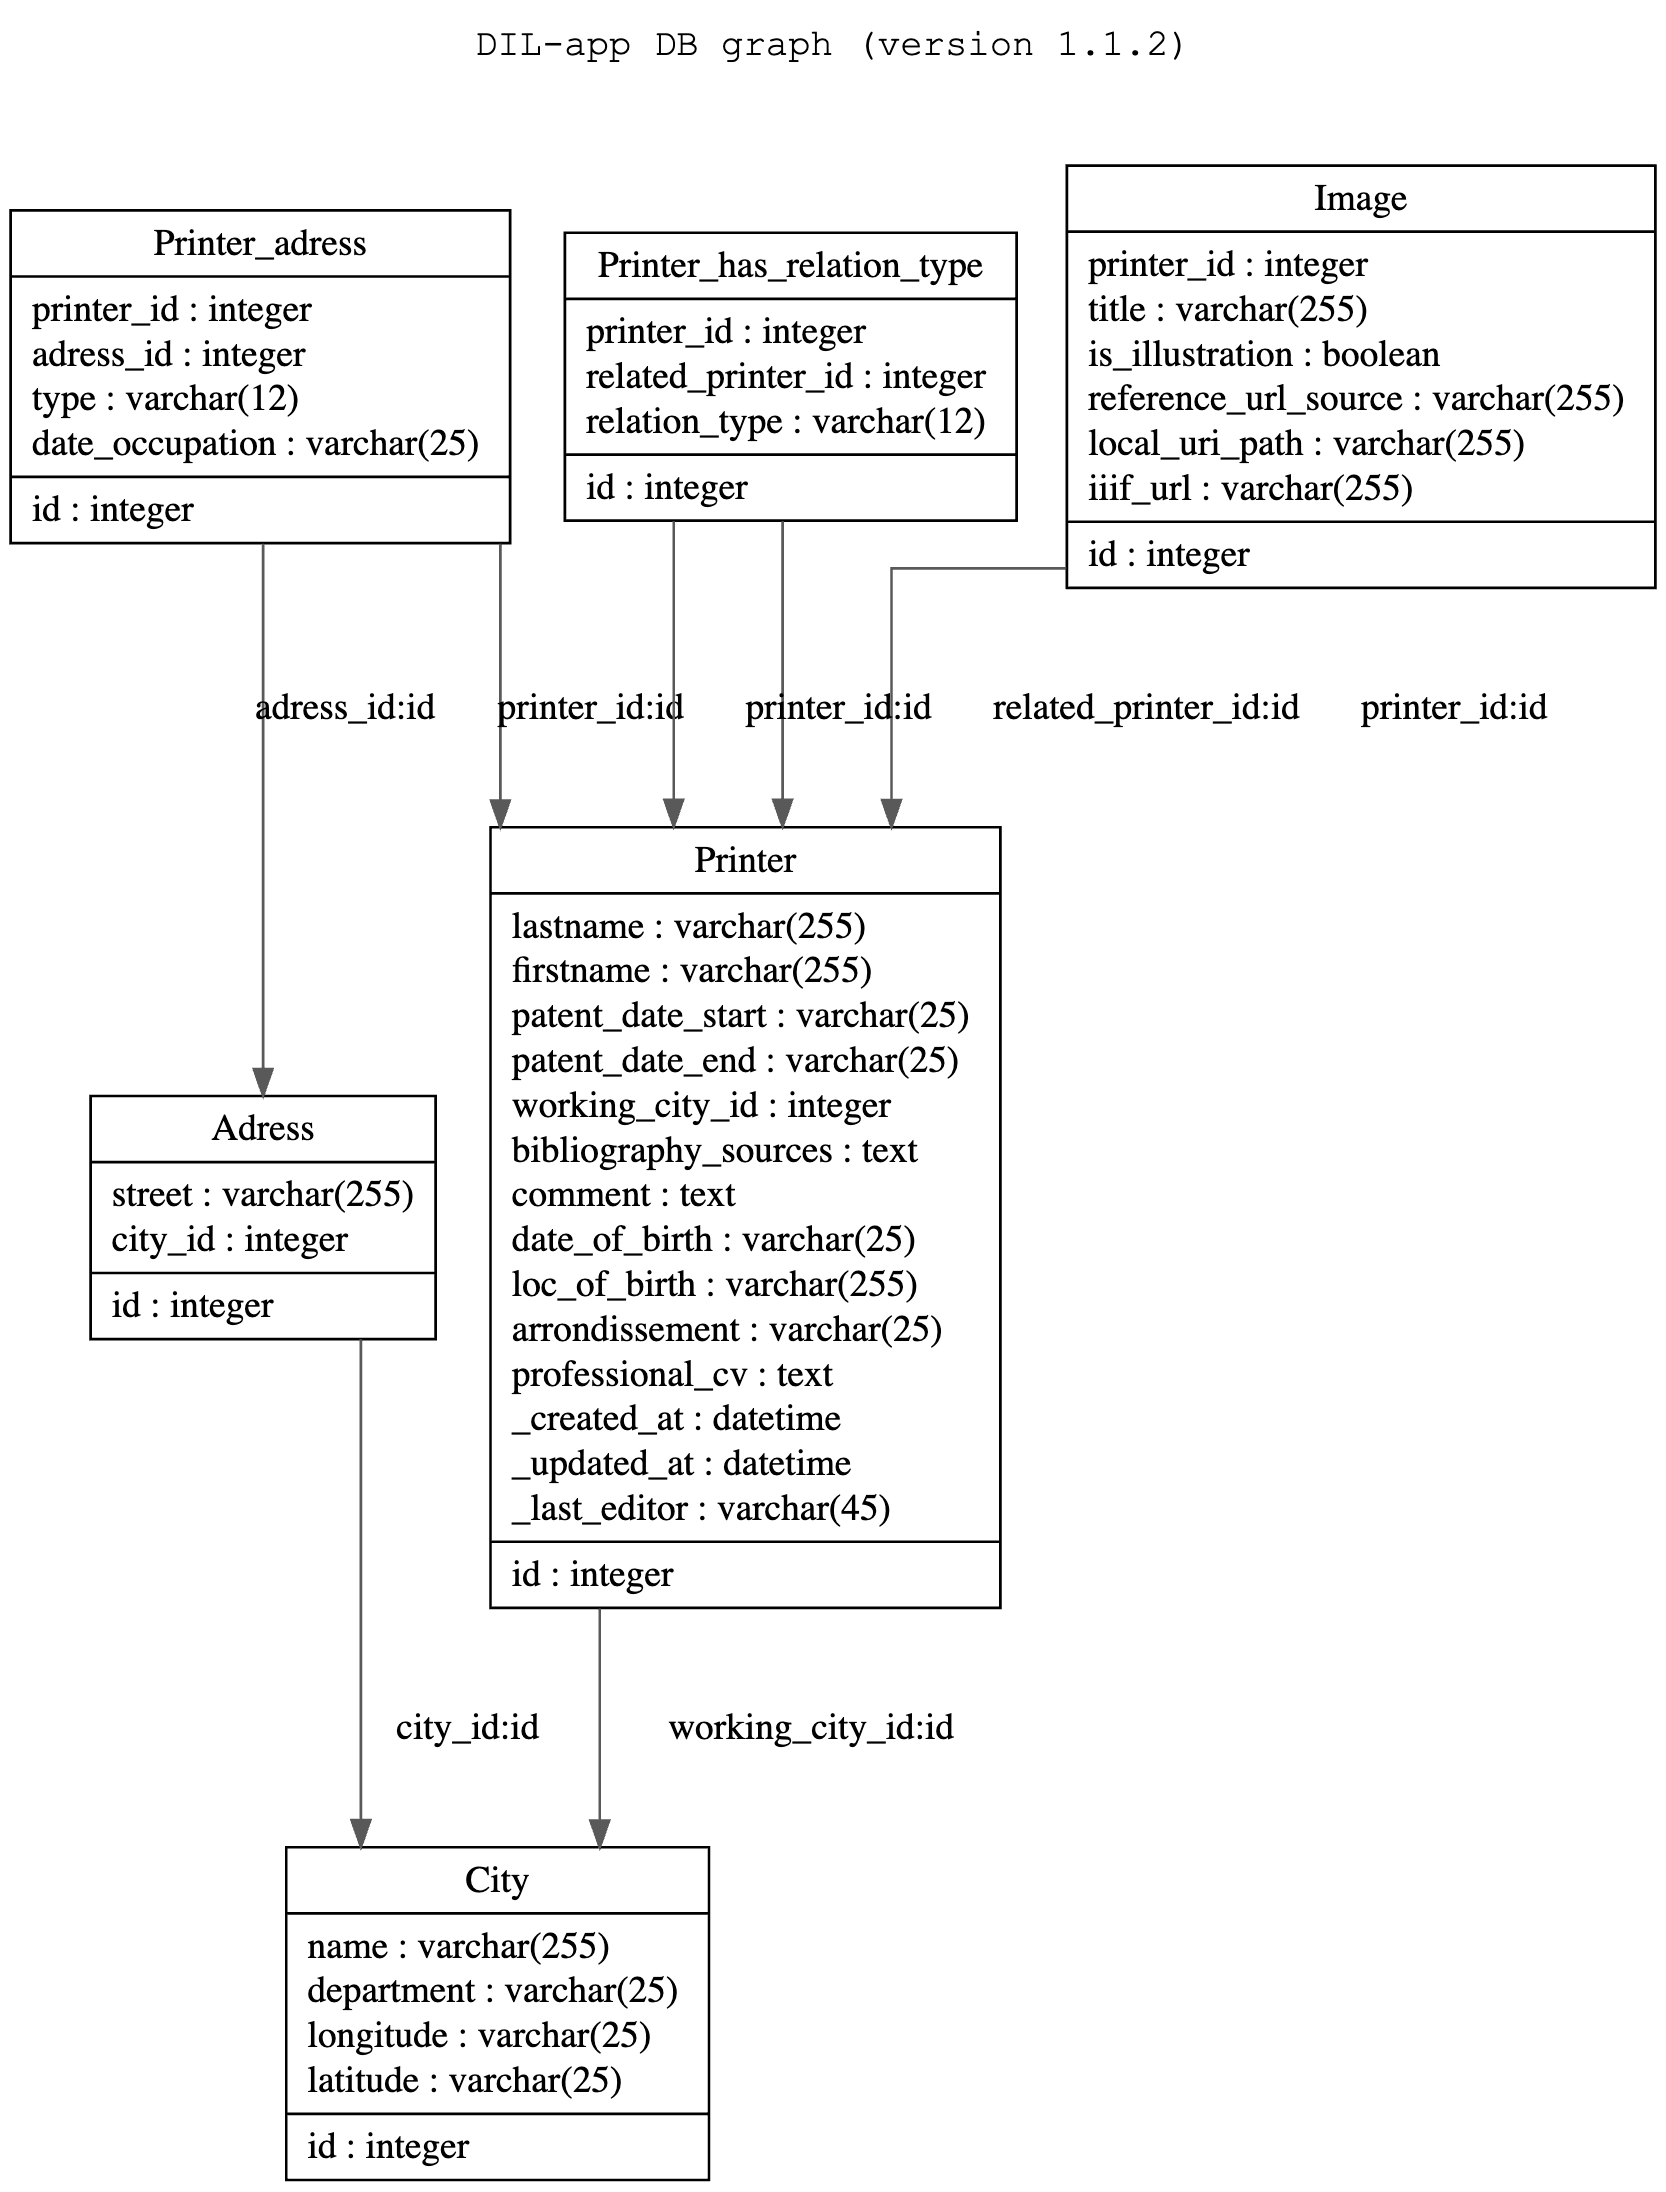 DIL-app DB graph (version 1.1.2)
Printer_adress
printer_id : integer
adress_id : integer
type : varchar(12)
date_occupation : varchar(25)
id : integer
Printer_has_relation_type
printer_id : integer
related_printer_id : integer
relation_type : varchar(12)
id : integer
Image
printer_id : integer
title : varchar(255)
is_illustration : boolean
reference_url_source : varchar(255)
local_uri_path : varchar(255)
iiif_url : varchar(255)
id : integer
adress_id:id
printer_id:id
printer_id:id
related_printer_id:id
printer_id:id
Printer
lastname : varchar(255)
firstname : varchar(255)
patent_date_start : varchar(25)
patent_date_end : varchar(25)
working_city_id : integer
bibliography_sources : text
comment : text
date_of_birth : varchar(25)
loc_of_birth : varchar(255)
arrondissement : varchar(25)
professional_cv : text
_created_at : datetime
_updated_at : datetime
_last_editor : varchar(45)
id : integer
Adress
street : varchar(255)
city_id : integer
id : integer
city_id:id
working_city_id:id
City
name : varchar(255)
department : varchar(25)
longitude : varchar(25)
latitude : varchar(25)
id : integer